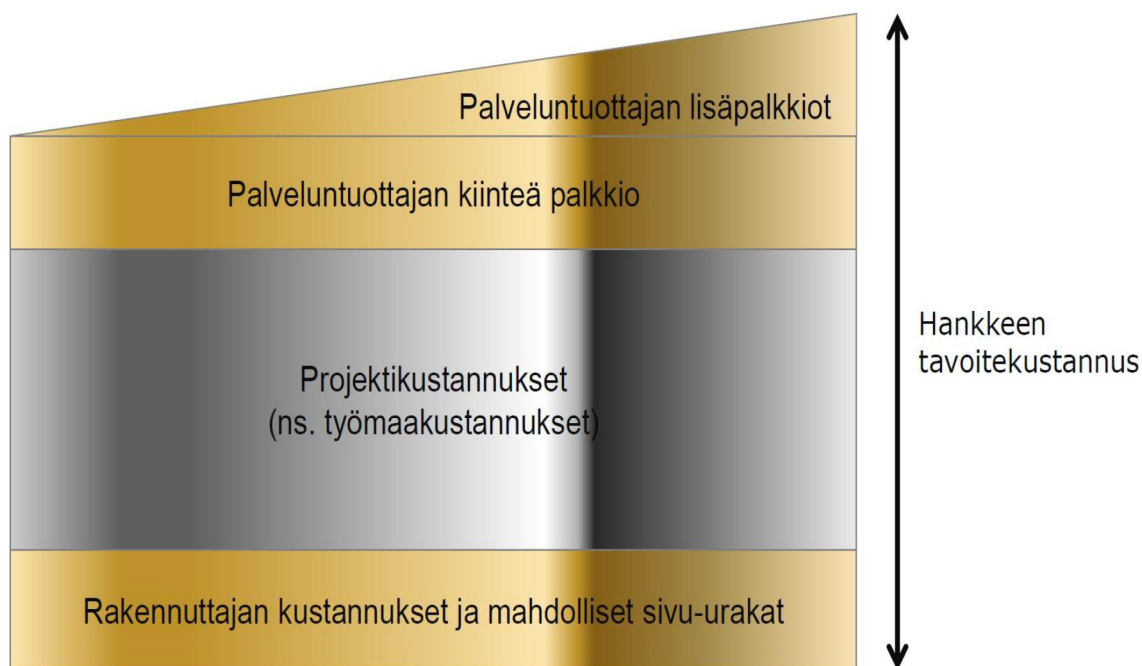 Palveluntuottajan lisäpalkkiot
Palveluntuottajan kiinteä palkkio
Projektikustannukset
(ns. työmaakustannukset)
Rakennuttajan kustannukset ja mahdolliset sivu-urakat
Hankkeen
tavoitekustannus